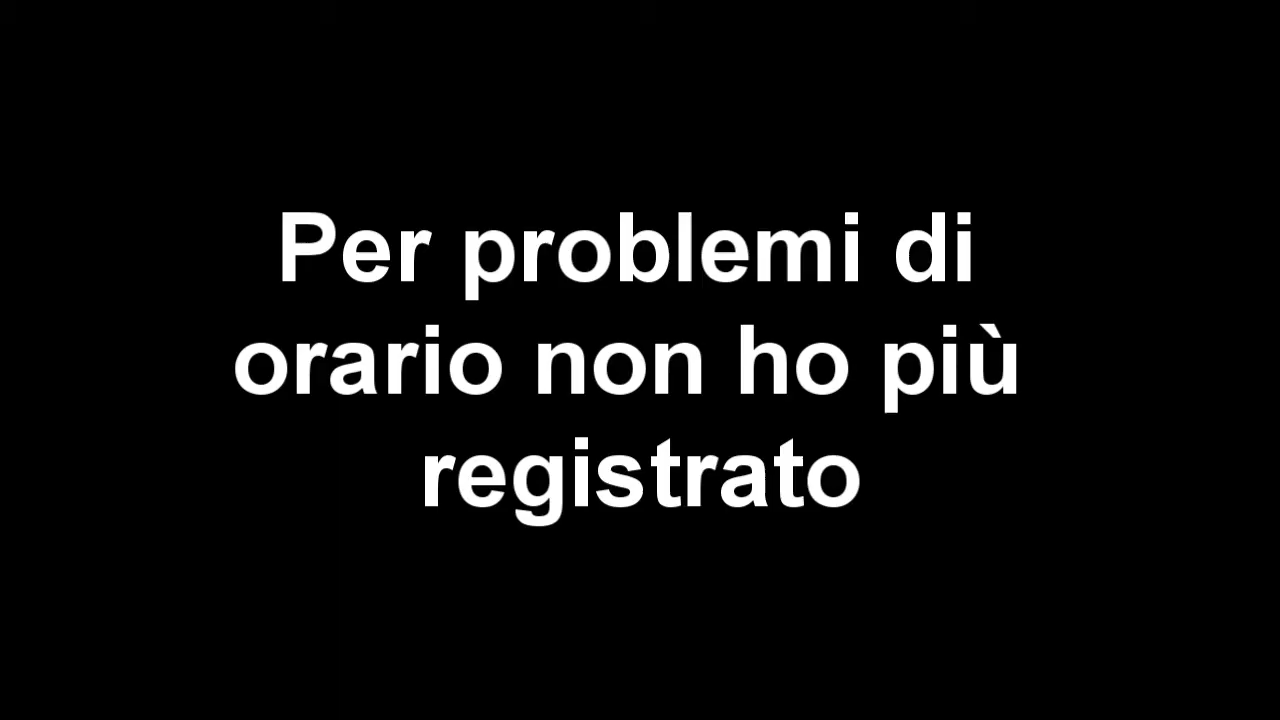 Per problemi di
orario non ho più
registrato